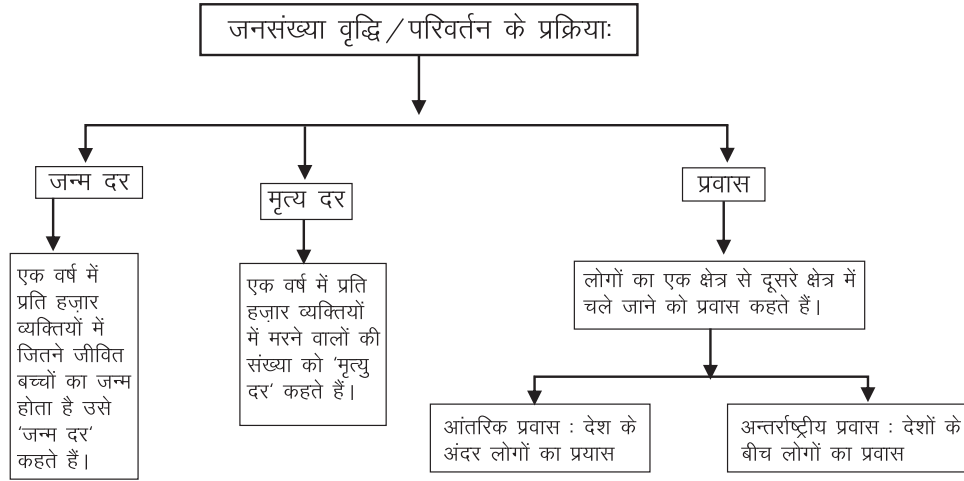 जनसंख्या वृद्धि/परिवर्तन के प्रक्रियाः
जन्म दर
मृत्य दर
प्रवास
एक वर्ष में
प्रति हज़ार
व्यक्तियों में
जितने जीवित
बच्चों का जन्म
होता है उसे
'जन्म दर'
कहते हैं।
एक वर्ष में प्रति
हज़ार व्यक्तियों
में मरने वालों की
संख्या को 'मृत्यु
दर' कहते हैं।
लोगों का एक क्षेत्र से दूसरे क्षेत्र में
चले जाने को प्रवास कहते हैं।
आंतरिक प्रवास : देश के
अंदर लोगों का प्रयास
अन्तर्राष्ट्रीय प्रवास : देशों के
बीच लोगों का प्रवास